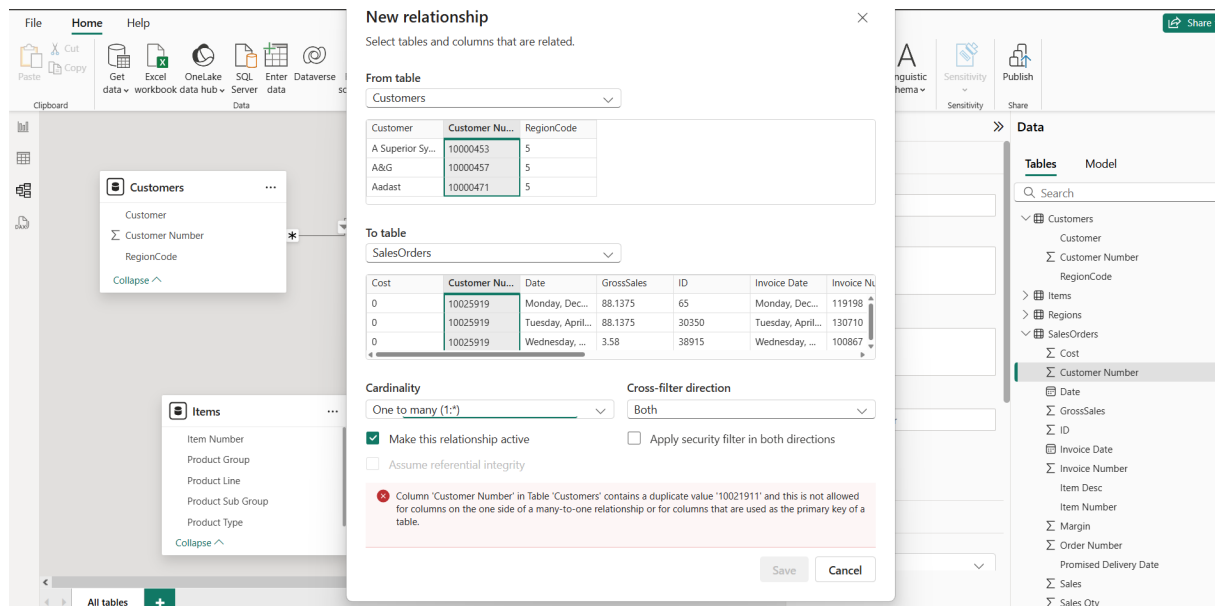 File Home Help
Share
Cut
Copy
Paste
Get data
Excel workbook
OneLake data hub
SQL Server
Enter data
Dataverse
Sensitivity
Publish
Clipboard
Data
Sensitivity
Share
New relationship
Select tables and columns that are related.
From table
Customers
Customer Customer Nu... RegionCode
A Superior Sy... 10000453 5
A&G 10000457 5
Aadast 10000471 5
To table
SalesOrders
Cost Customer Nu... Date GrossSales ID Invoice Date Invoice Nu
0 10025919 Monday, Dec... 88.1375 65 Monday, Dec... 119198
0 10025919 Tuesday, April... 88.1375 30350 Tuesday, April... 130710
0 10025919 Wednesday, ... 3.58 38915 Wednesday, ... 100867
Cardinality
One to many (1:*)
Cross-filter direction
Both
Make this relationship active
Apply security filter in both directions
Assume referential integrity
Column 'Customer Number' in Table 'Customers' contains a duplicate value '10021911' and this is not allowed
for columns on the one side of a many-to-one relationship or for columns that are used as the primary key of a
table.
Save Cancel
Customers
Customer
Customer Number
RegionCode
Collapse
*
Items
Item Number
Product Group
Product Line
Product Sub Group
Product Type
Collapse
All tables
+
Data
Tables Model
Search
Customers
Customer
Customer Number
RegionCode
Items
Regions
SalesOrders
Cost
Customer Number
Date
GrossSales
ID
Invoice Date
Invoice Number
Item Desc
Item Number
Margin
Order Number
Promised Delivery Date
Sales
Sales Qty